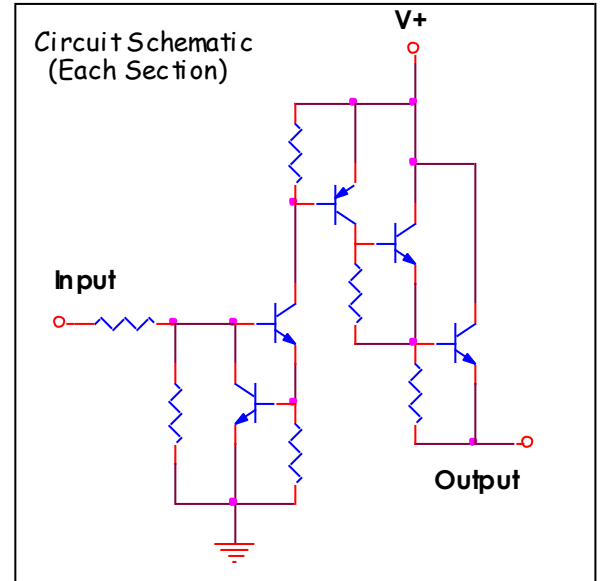 V+
Circuit Schematic
(Each Section)
Input
Output